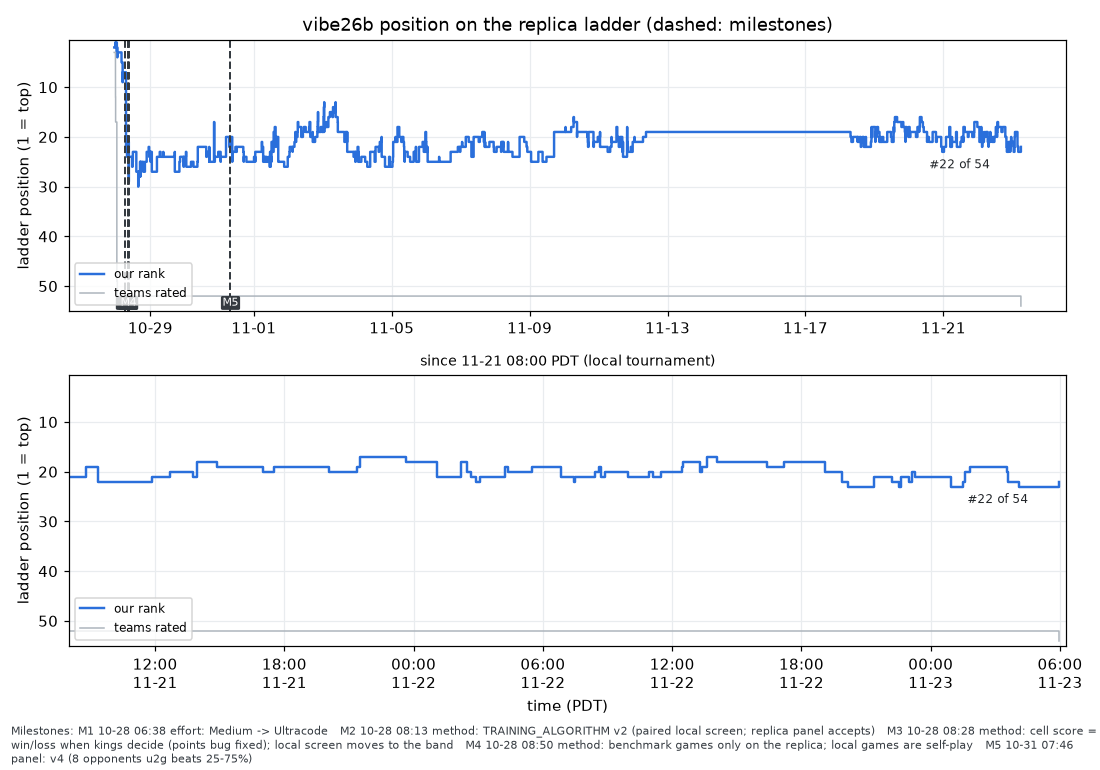 vibe26b position on the replica ladder (dashed: milestones)
ladder position (1 = top)
10
20
30
40
50
#22 of 54
our rank
teams rated
M5
10-29
11-01
11-05
11-09
11-13
11-17
11-21
since 11-21 08:00 PDT (local tournament)
ladder position (1 = top)
10
20
30
40
50
#22 of 54
our rank
teams rated
12:00 18:00 00:00 06:00 12:00 18:00 00:00 06:00
11-21 11-21 11-22 11-22 11-22 11-22 11-23 11-23
time (PDT)
Milestones: M1 10-28 06:38 effort: Medium -> Ultracode M2 10-28 08:13 method: TRAINING_ALGORITHM v2 (paired local screen; replica panel accepts) M3 10-28 08:28 method: cell score =
win/loss when kings decide (points bug fixed); local screen moves to the band M4 10-28 08:50 method: benchmark games only on the replica; local games are self-play M5 10-31 07:46
panel: v4 (8 opponents u2g beats 25-75%)